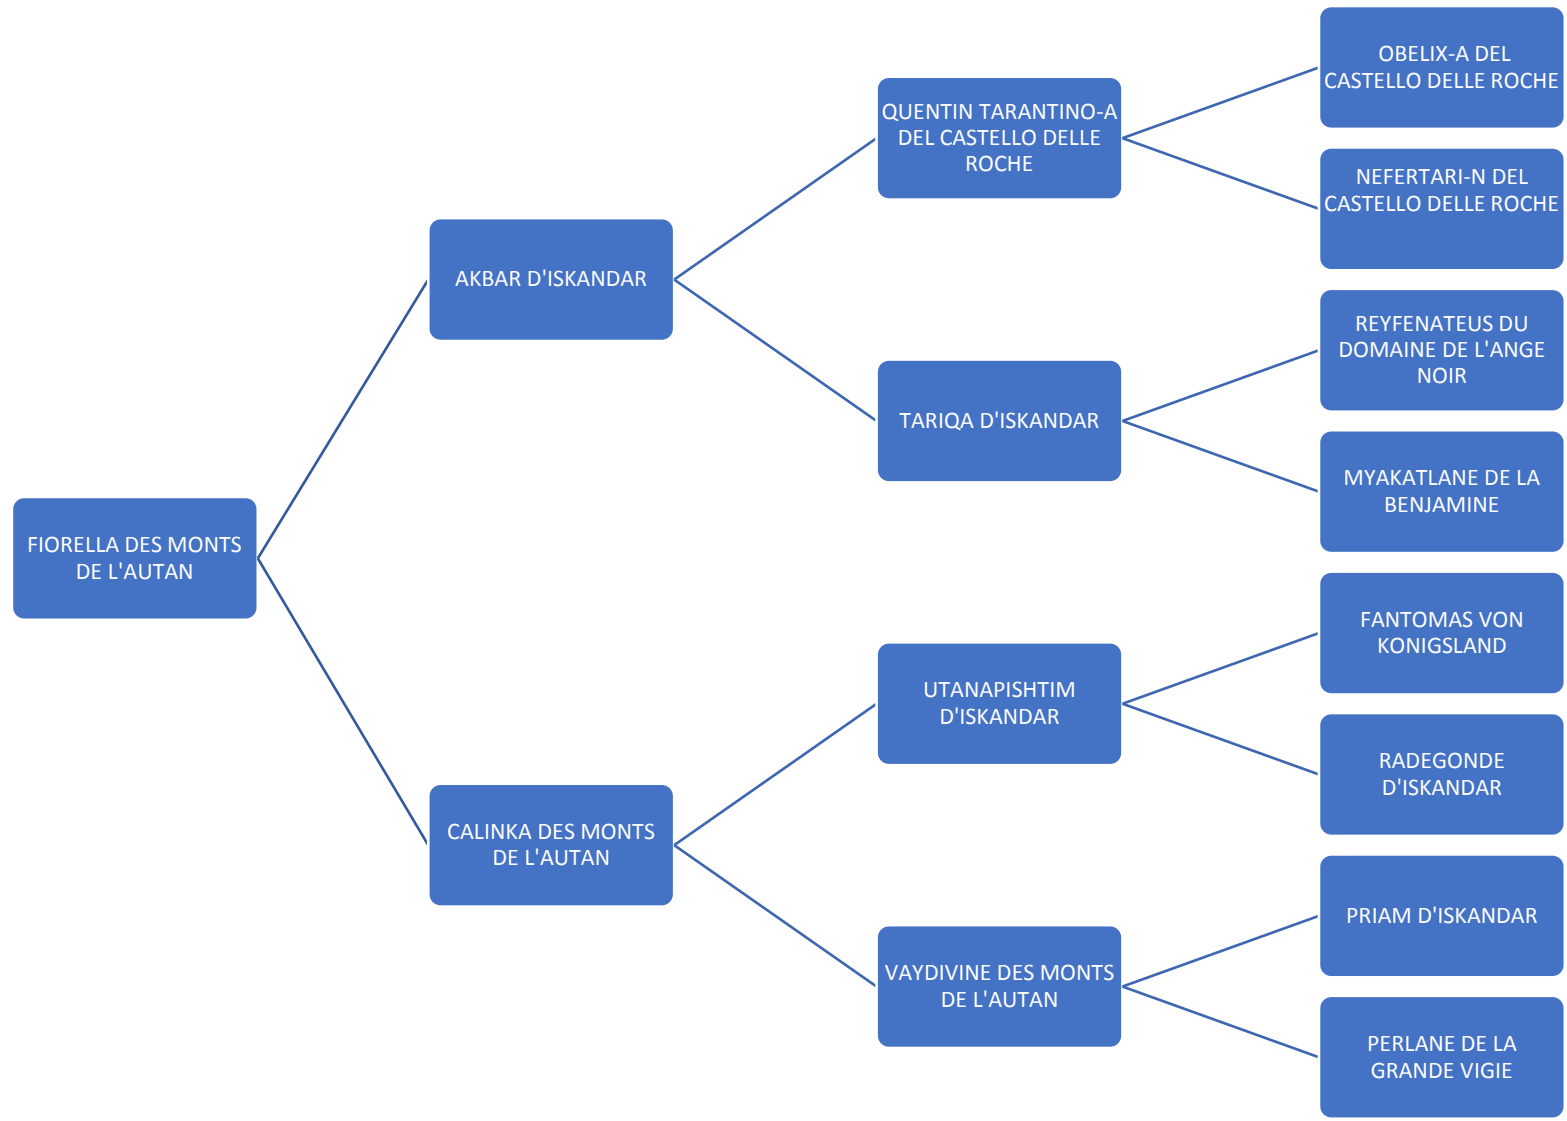 OBELIX-A DEL
CASTELLO DELLE ROCHE
QUENTIN TARANTINO-A
DEL CASTELLO DELLE
ROCHE
NEFERTARI-N DEL
CASTELLO DELLE ROCHE
AKBAR D'ISKANDAR
REYFENATEUS DU
DOMAINE DE L'ANGE
NOIR
TARIQA D'ISKANDAR
MYAKATLANE DE LA
BENJAMINE
FIORELLA DES MONTS
DE L'AUTAN
FANTOMAS VON
KONIGSLAND
UTANAPISHTIM
D'ISKANDAR
RADEGONDE
D'ISKANDAR
CALINKA DES MONTS
DE L'AUTAN
PRIAM D'ISKANDAR
VAYDIVINE DES MONTS
DE L'AUTAN
PERLANE DE LA
GRANDE VIGIE